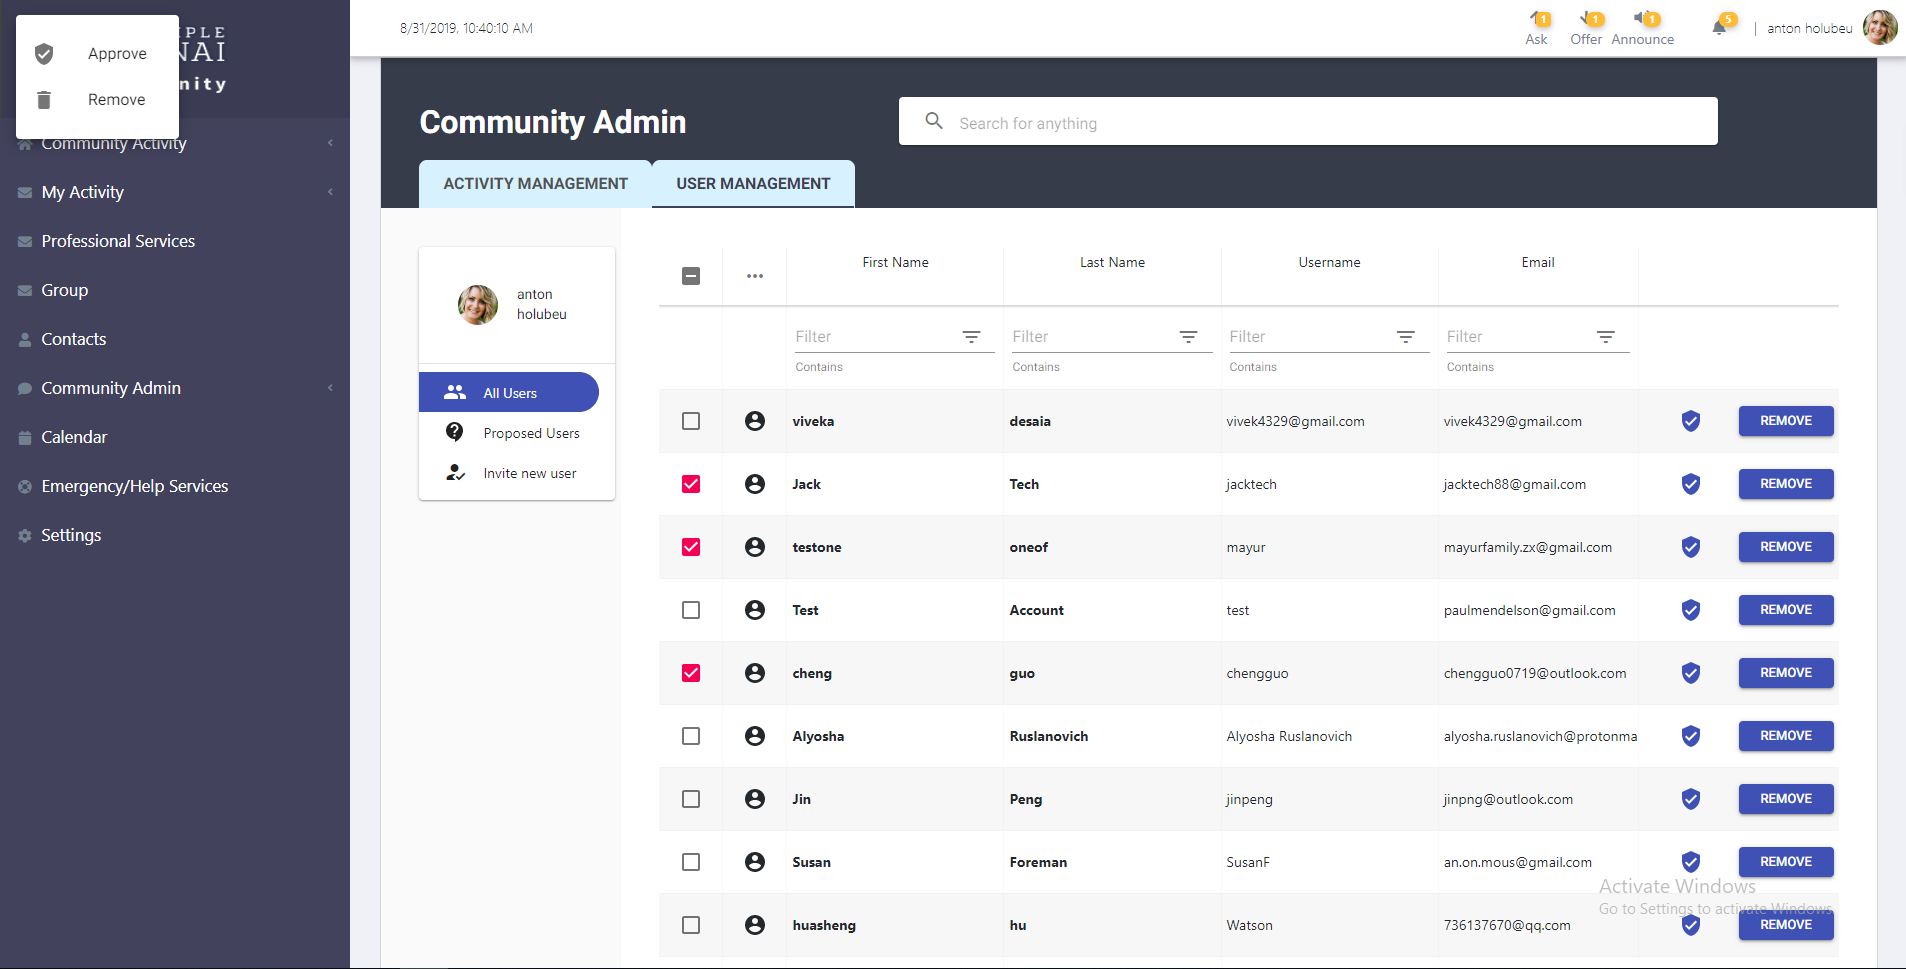 Approve
Remove
PLE
NAI
nity
Community Activity
My Activity
Professional Services
Group
Contacts
Community Admin
Calendar
Emergency/Help Services
Settings
8/31/2019, 10:40:10 AM
1 1 1 5
Ask Offer Announce | anton holubeu
Community Admin
Search for anything
ACTIVITY MANAGEMENT USER MANAGEMENT
anton
holubeu
All Users
Proposed Users
Invite new user
First Name Last Name Username Email
Filter Filter Filter Filter
Contains Contains Contains Contains
viveka desaia vivek4329@gmail.com vivek4329@gmail.com REMOVE
Jack Tech jacktech jacktech88@gmail.com REMOVE
testone oneof mayur mayurfamily.zx@gmail.com REMOVE
Test Account test paulmendelson@gmail.com REMOVE
cheng guo chengguo chengguo0719@outlook.com REMOVE
Alyosha Ruslanovich Alyosha Ruslanovich alyosha.ruslanovich@protonma REMOVE
Jin Peng jinpeng jinpng@outlook.com REMOVE
Susan Foreman SusanF an.on.mous@gmail.com REMOVE
Activate Windows
Go to Settings to activate Windows.
huasheng hu Watson 736137670@qq.com REMOVE